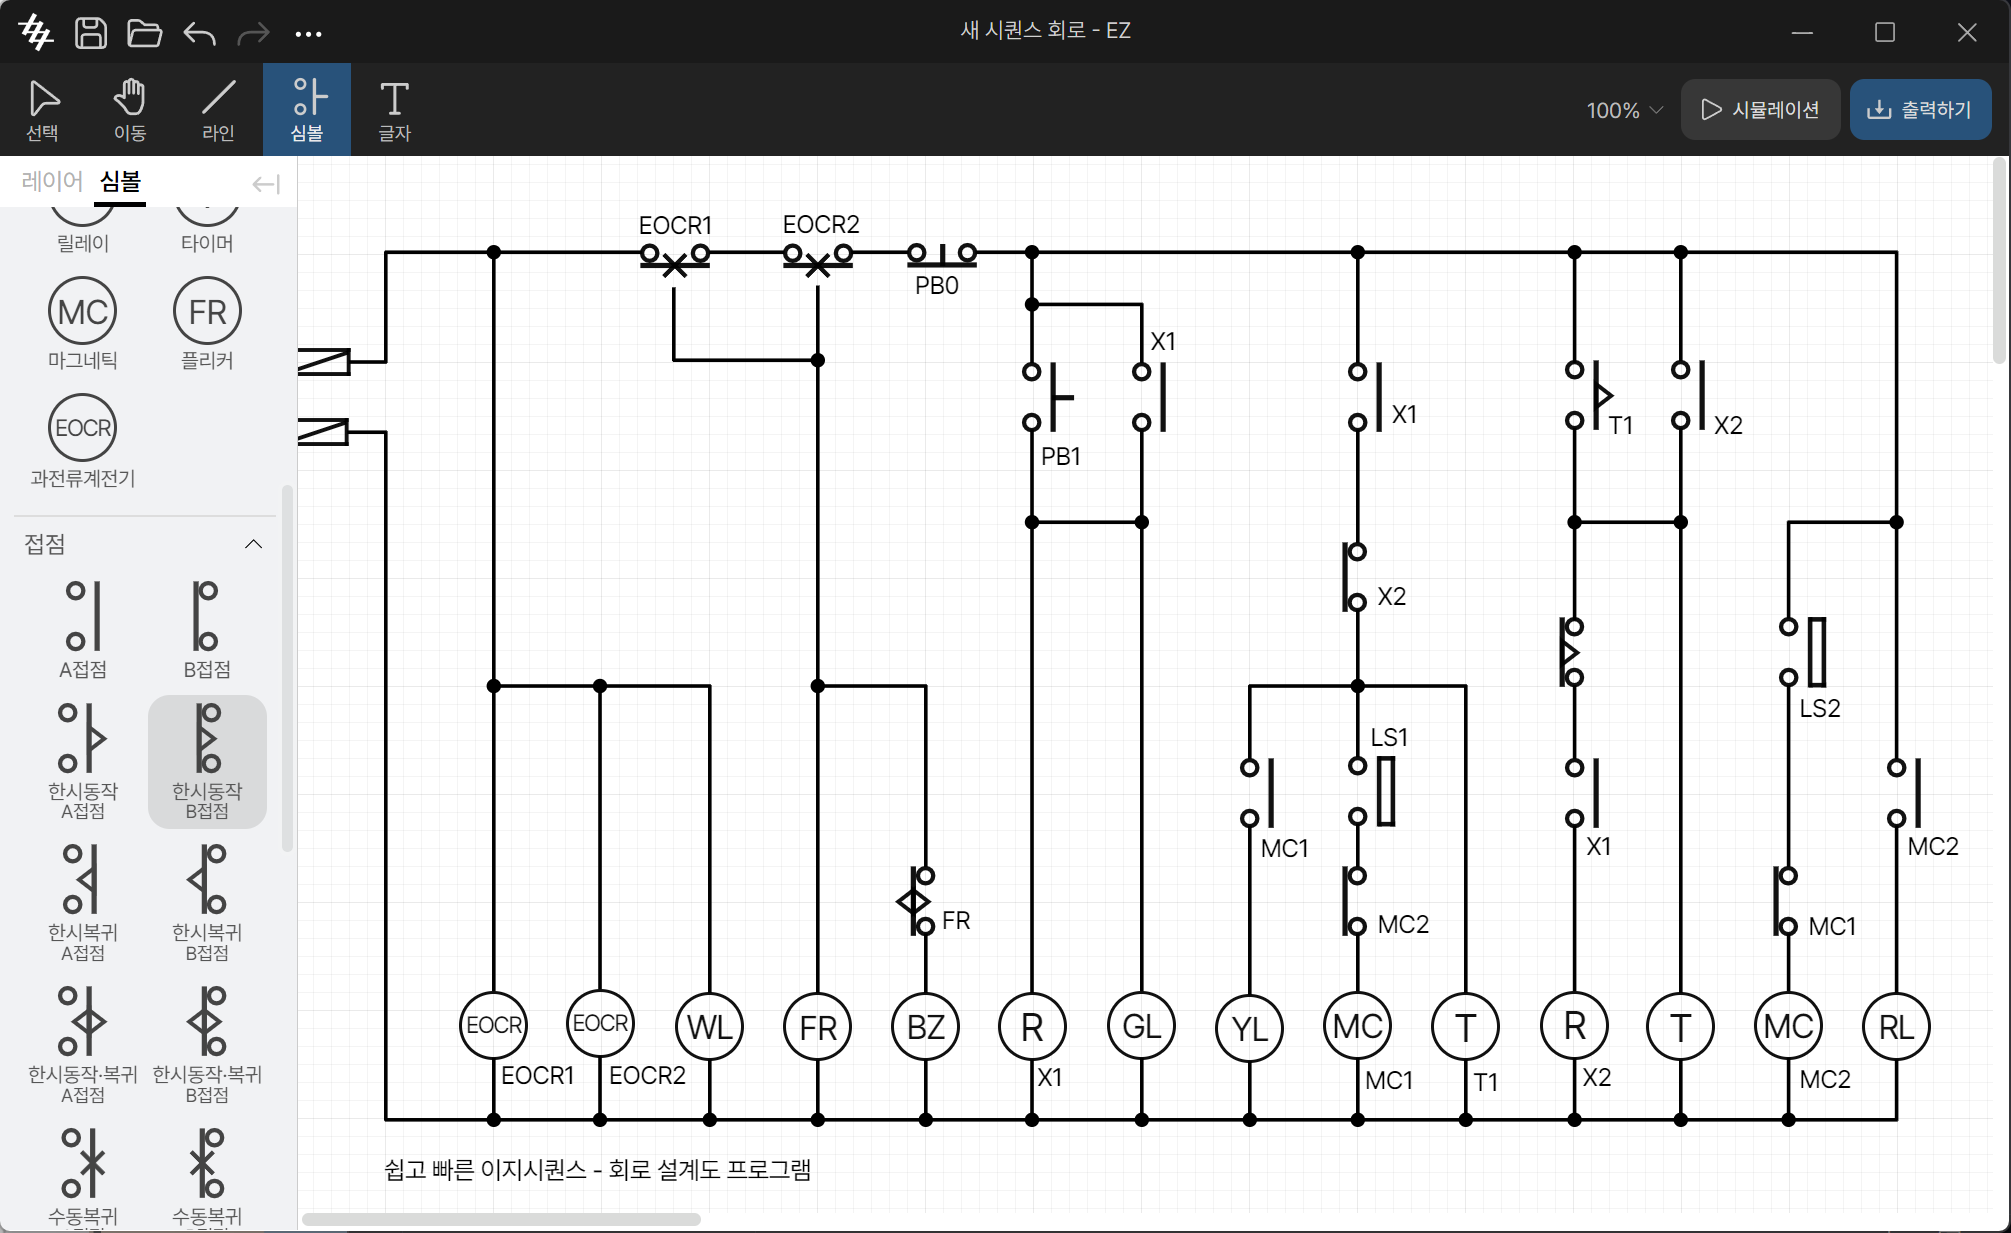 새 시퀀스 회로 - EZ
선택
이동
라인
심볼
글자
100%
시뮬레이션
출력하기
레이어
심볼
릴레이
타이머
MC
FR
마그네틱
플리커
EOCR
과전류계전기
접점
A접점
B접점
한시동작
A접점
한시동작
B접점
한시복귀
A접점
한시복귀
B접점
한시동작·복귀
A접점
한시동작·복귀
B접점
수동복귀
수동복귀
EOCR1
EOCR2
PB0
X1
PB1
X1
T1
X2
X2
LS2
LS1
MC1
X1
MC2
FR
MC2
MC1
EOCR
EOCR
WL
FR
BZ
R
GL
YL
MC
T
R
T
MC
RL
EOCR1
EOCR2
X1
MC1
T1
X2
MC2
쉽고 빠른 이지시퀀스 - 회로 설계도 프로그램